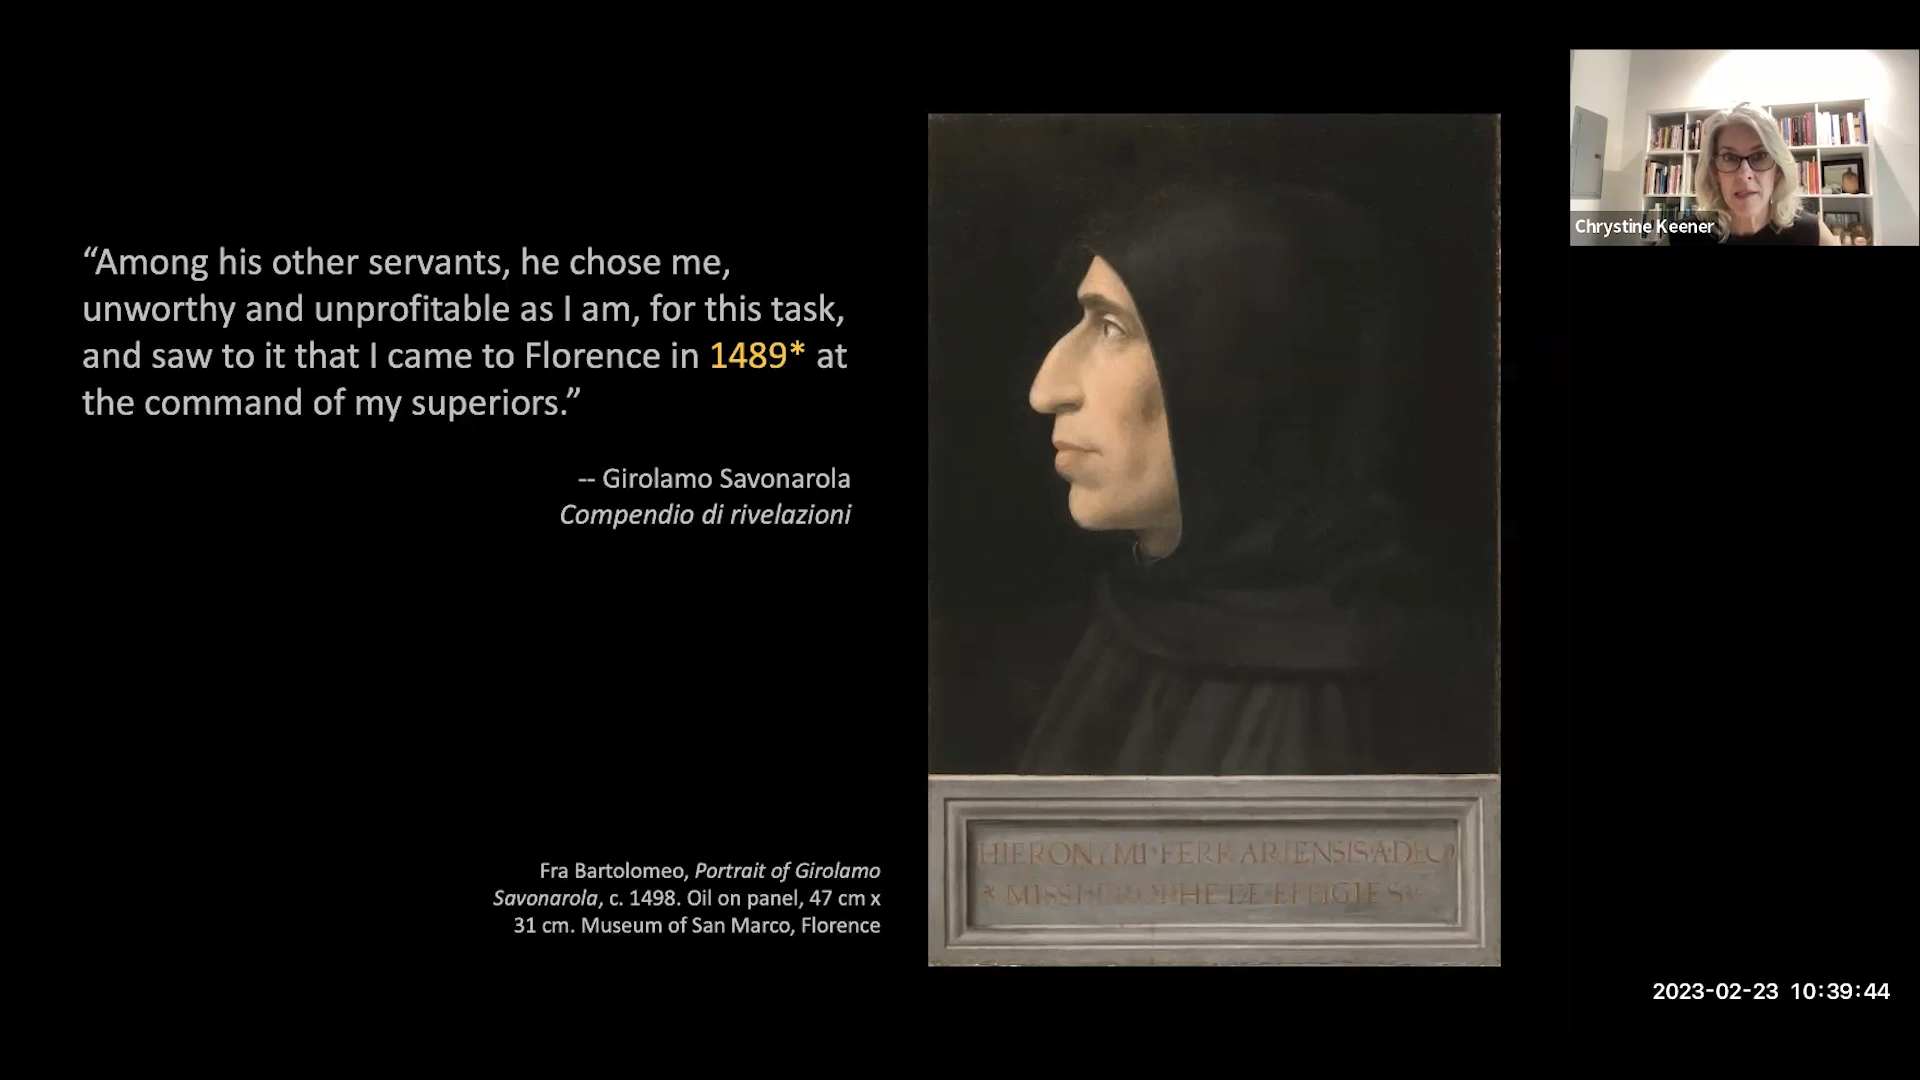 “Among his other servants, he chose me,
unworthy and unprofitable as I am, for this task,
and saw to it that I came to Florence in 1489* at
the command of my superiors.”
-- Girolamo Savonarola
Compendio di rivelazioni
Fra Bartolomeo, Portrait of Girolamo
Savonarola, c. 1498. Oil on panel, 47 cm x
31 cm. Museum of San Marco, Florence
FERRARIENSIS·A·DEO
EFFIGIES
Chrystine Keener
2023-02-23 10:39:44